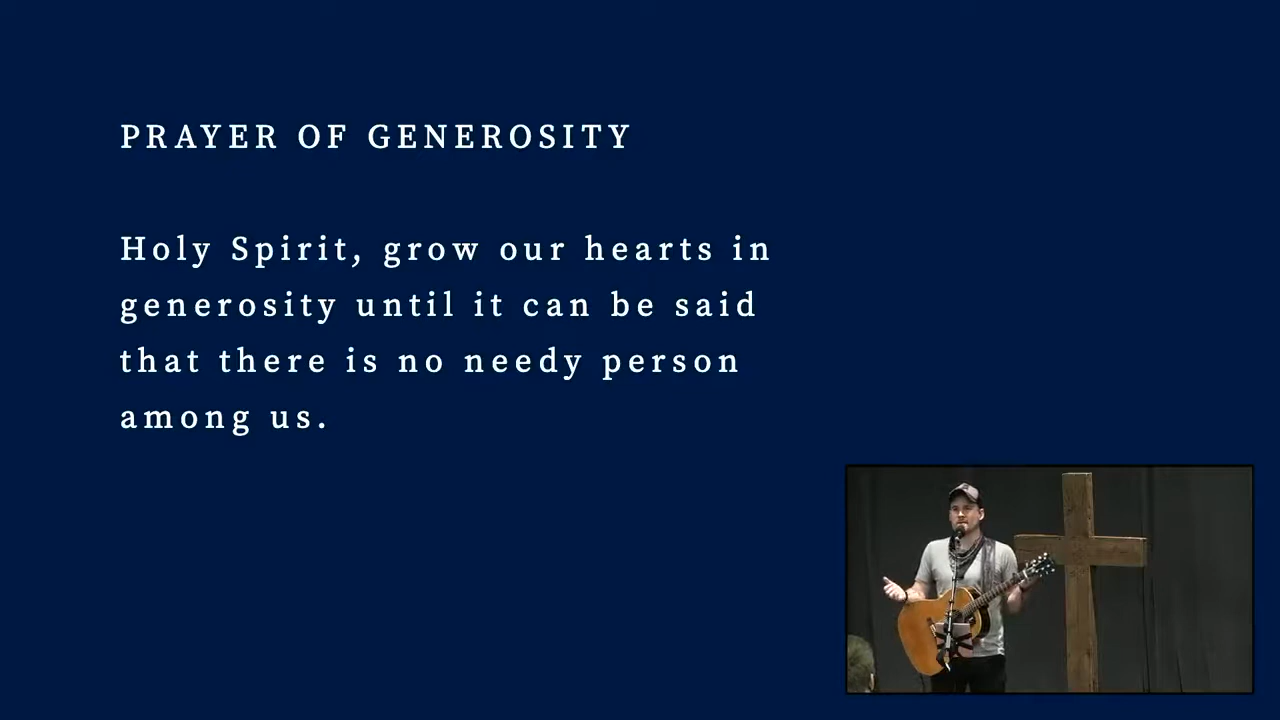 PRAYER OF GENEROSITY
Holy Spirit, grow our hearts in
generosity until it can be said
that there is no needy person
among us.